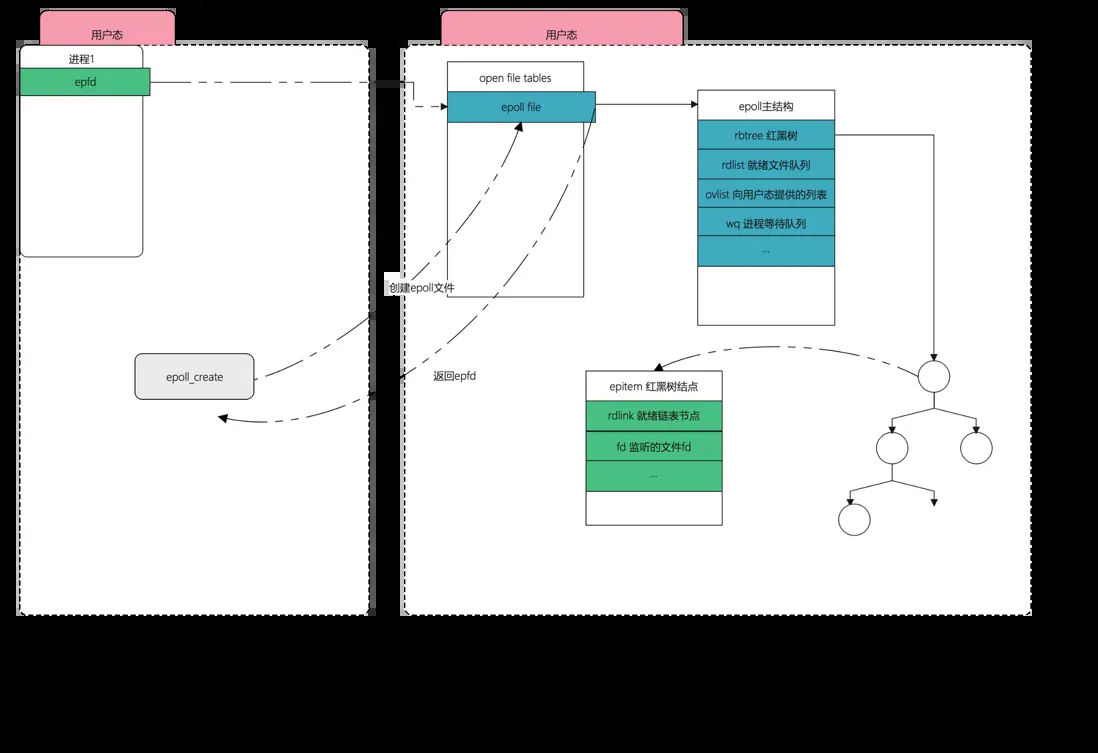 用户态
进程1
epfd
epoll_create
用户态
open file tables
epoll file
创建epoll文件
返回epfd
epoll主结构
rbtree 红黑树
rdlist 就绪文件队列
ovlist 向用户态提供的列表
wq 进程等待队列
...
epitem 红黑树结点
rdlink 就绪链表节点
fd 监听的文件fd
...